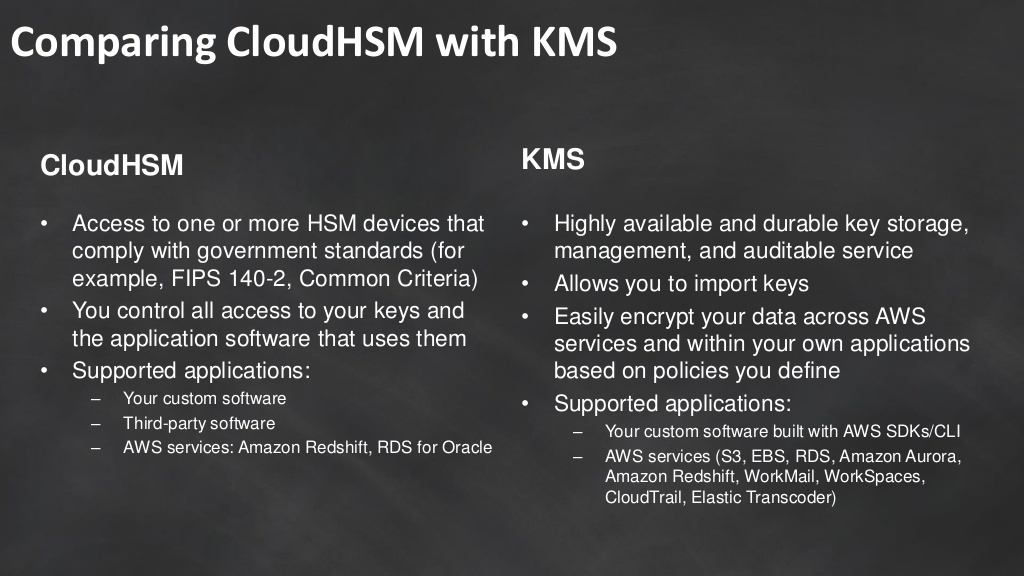 Comparing CloudHSM with KMS
CloudHSM
• Access to one or more HSM devices that
comply with government standards (for
example, FIPS 140-2, Common Criteria)
• You control all access to your keys and
the application software that uses them
• Supported applications:
– Your custom software
– Third-party software
– AWS services: Amazon Redshift, RDS for Oracle
KMS
• Highly available and durable key storage,
management, and auditable service
• Allows you to import keys
• Easily encrypt your data across AWS
services and within your own applications
based on policies you define
• Supported applications:
– Your custom software built with AWS SDKs/CLI
– AWS services (S3, EBS, RDS, Amazon Aurora,
Amazon Redshift, WorkMail, WorkSpaces,
CloudTrail, Elastic Transcoder)